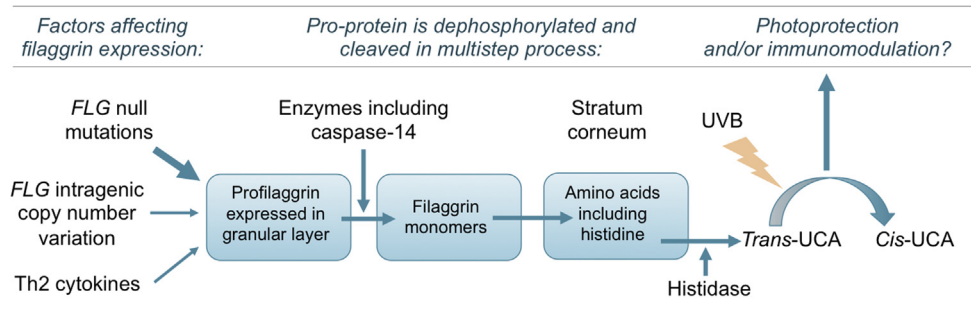 Factors affecting
filaggrin expression:
Pro-protein is dephosphorylated and
cleaved in multistep process:
Photoprotection
and/or immunomodulation?
FLG null
mutations
FLG intragenic
copy number
variation
Th2 cytokines
Profilaggrin
expressed in
granular layer
Enzymes including
caspase-14
Filaggrin
monomers
Stratum
corneum
Amino acids
including
histidine
Histidase
UVB
Trans-UCA
Cis-UCA